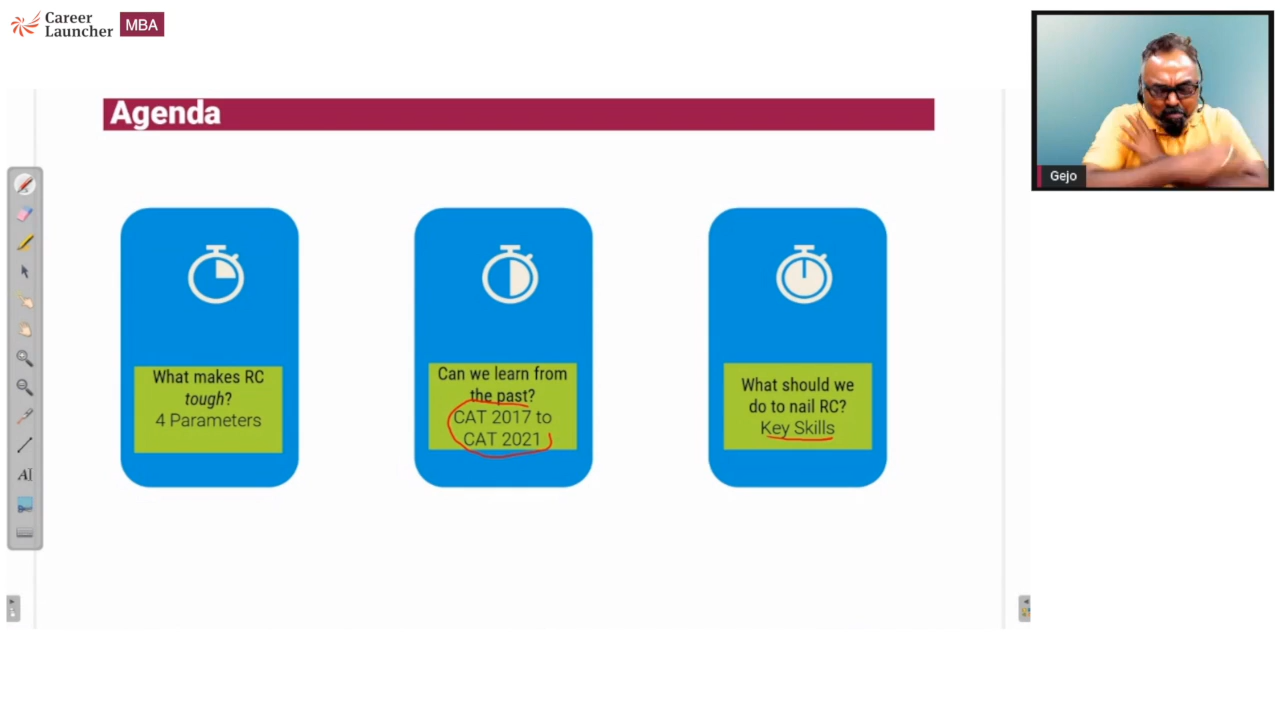 Career
Launcher
MBA
Agenda
What makes RC
tough?
4 Parameters
Can we learn from
the past?
CAT 2017 to
CAT 2021
What should we
do to nail RC?
Key Skills
Gejo
AI